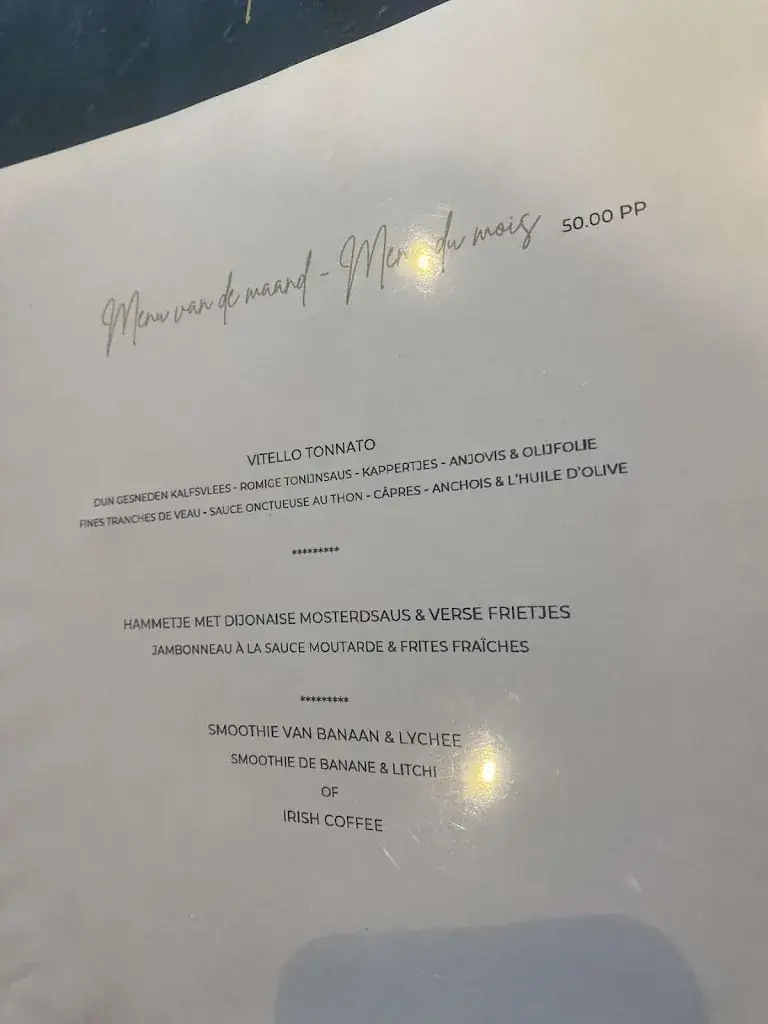 Menu van de maand - Menu du mois 50.00 PP
VITELLO TONNATO
DUN GESNEDEN KALFSVLEES - ROMIGE TONIJNSAUS - KAPPERTJES - ANJOVIS & OLIJFOLIE
FINES TRANCHES DE VEAU - SAUCE ONCTUEUSE AU THON - CÂPRES - ANCHOIS & L'HUILE D'OLIVE
*********
HAMMETJE MET DIJONAISE MOSTERDSAUS & VERSE FRIETJES
JAMBONNEAU À LA SAUCE MOUTARDE & FRITES FRAÎCHES
*********
SMOOTHIE VAN BANAAN & LYCHEE
SMOOTHIE DE BANANE & LITCHI
OF
IRISH COFFEE